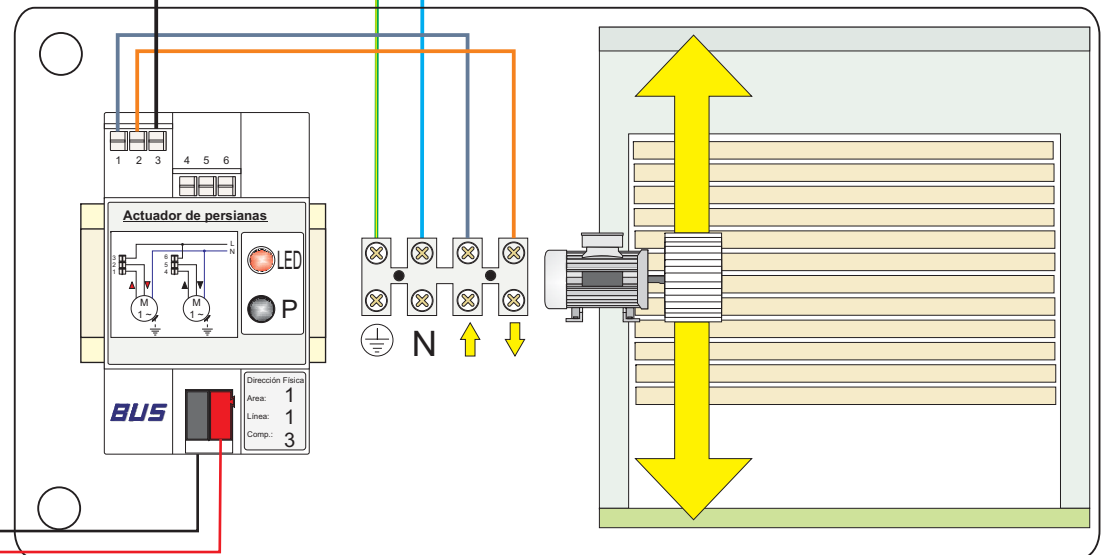 1 2 3
4 5 6
Actuador de persianas
L
N
3
2
1
6
5
4
M
1 ~
M
1 ~
LED
P
N
BUS
Dirección Física
Area: 1
Línea: 1
Comp.: 3